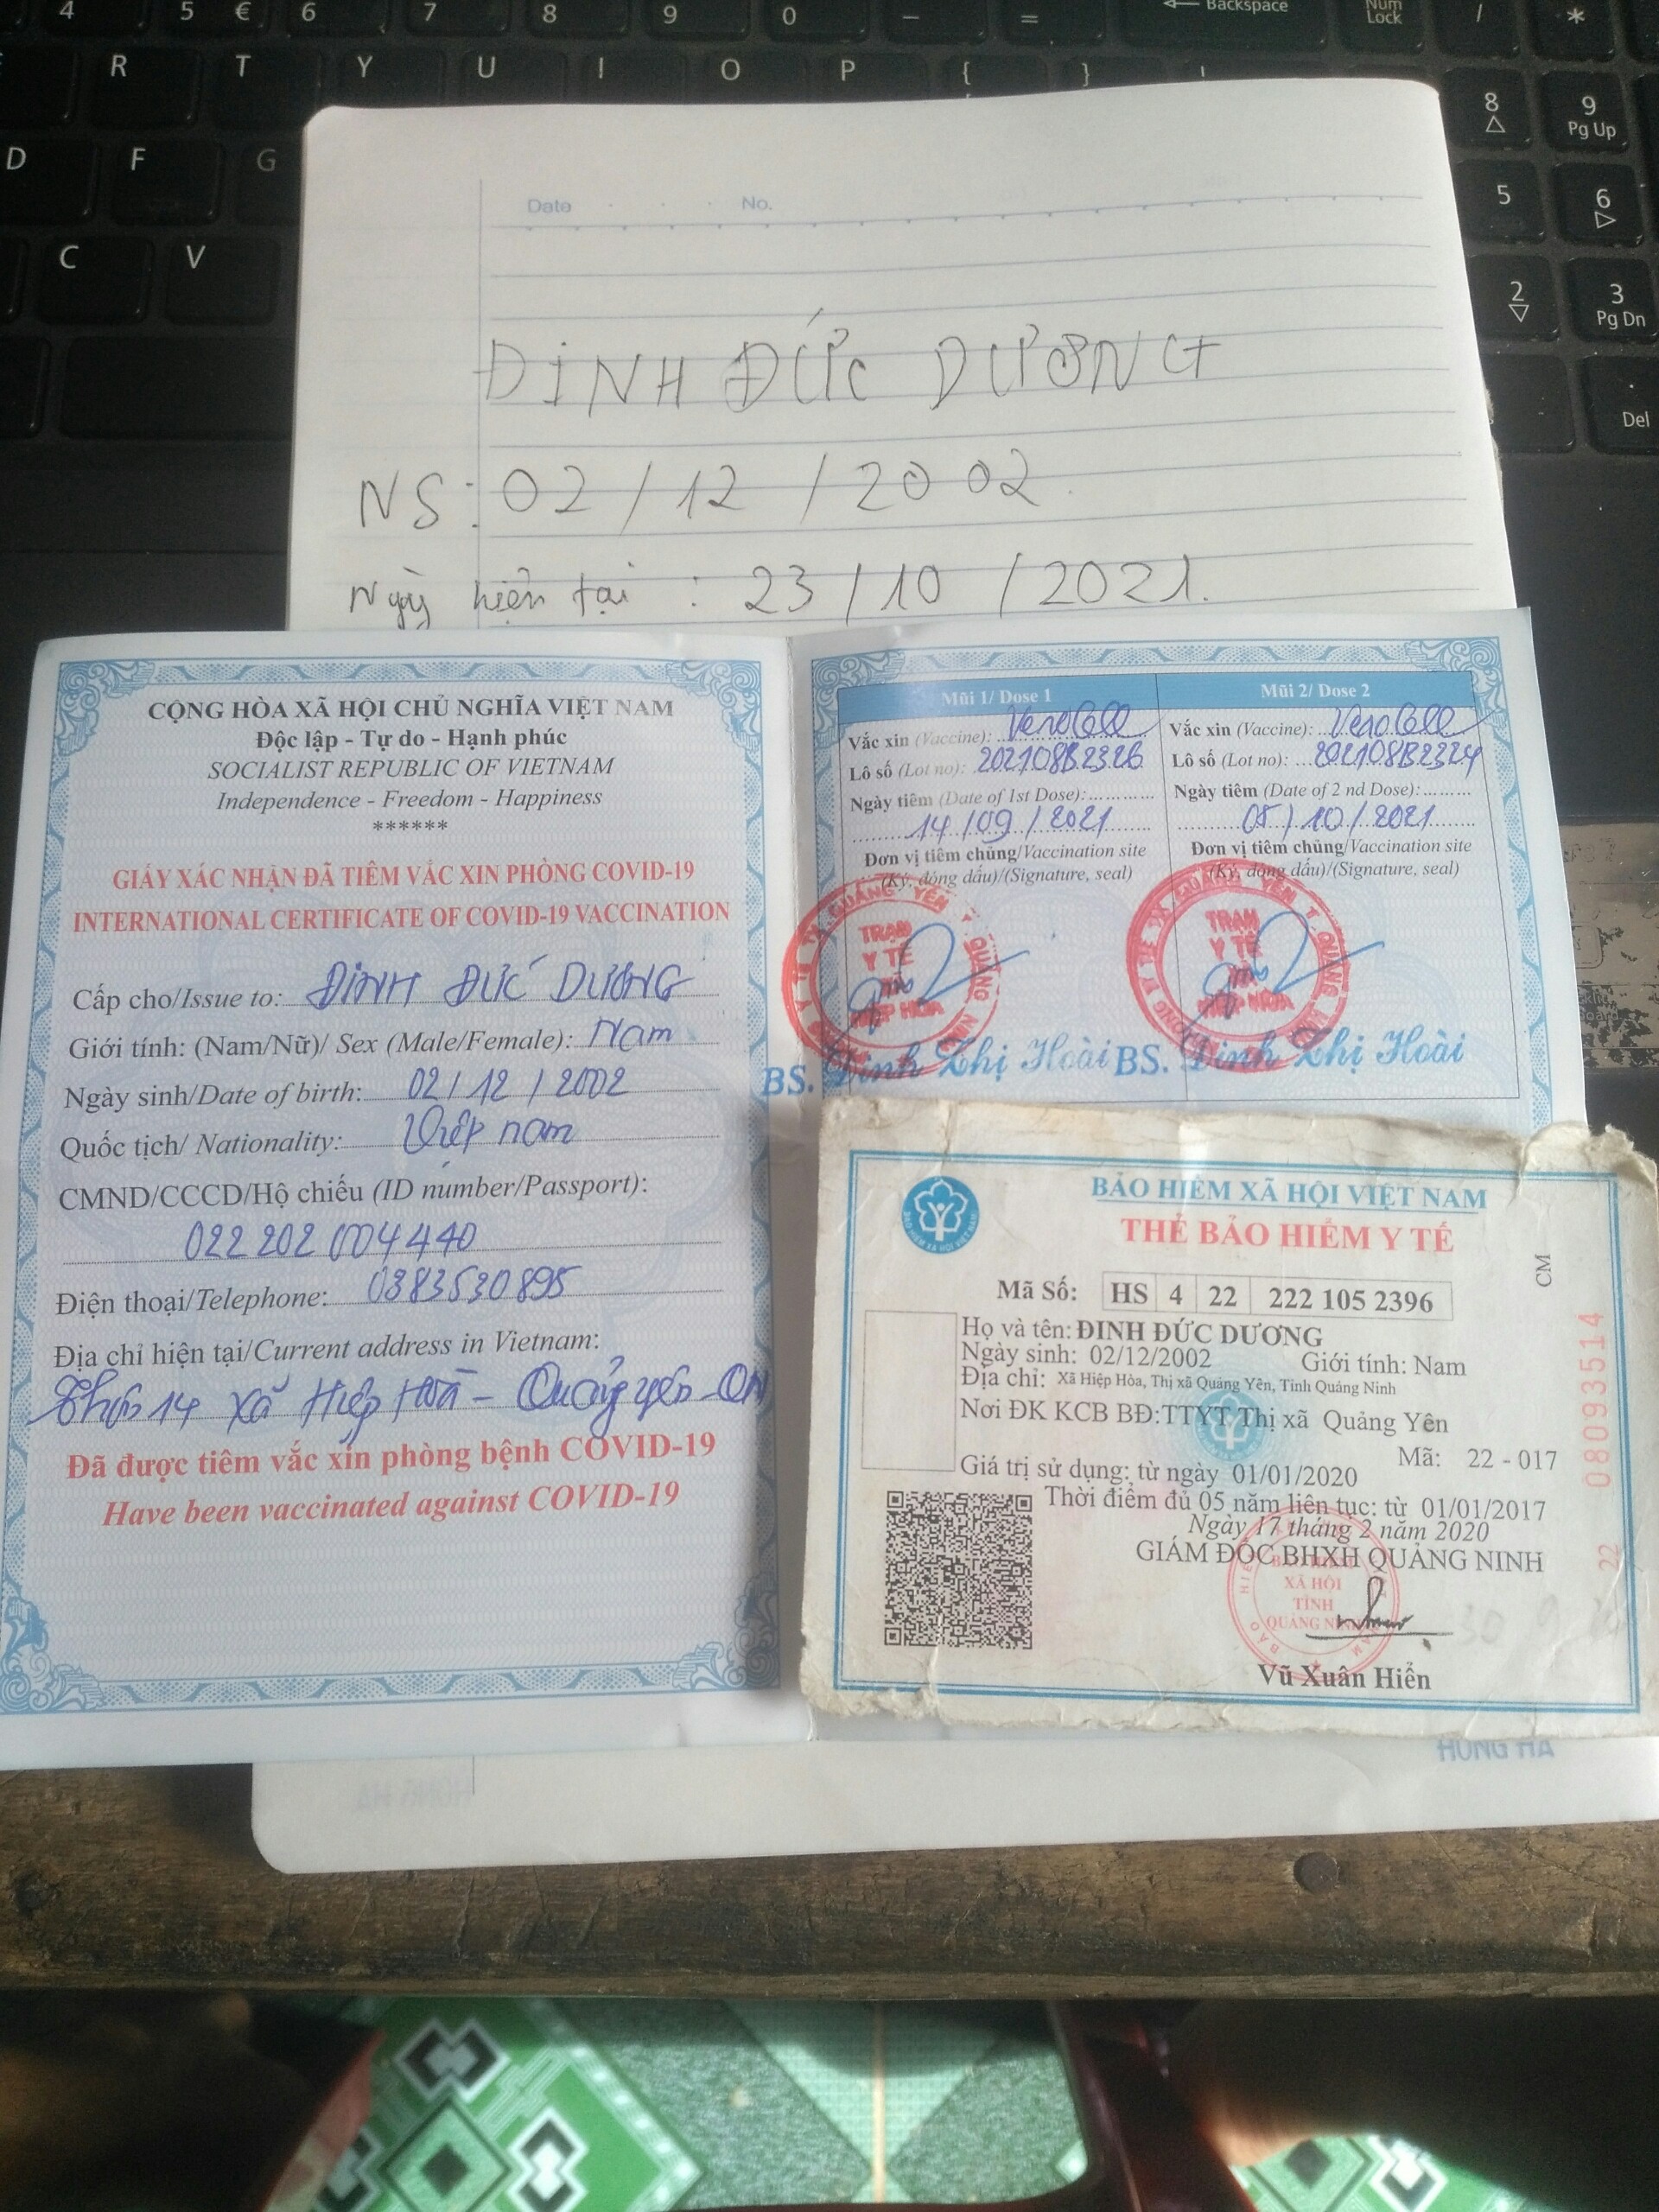 4 5 € 6 7 8 9 0 — = Backspace Num Lock / *
R T Y U I O P { }
D F G
C V
8
9 Pg Up
5 6
2 3 Pg Dn
Del
Date No.
ĐINH ĐỨC DƯƠNG
NS: 02/12/2002.
Ngày hiện tại : 23/10/2021.
CỘNG HÒA XÃ HỘI CHỦ NGHĨA VIỆT NAM
Độc lập - Tự do - Hạnh phúc
SOCIALIST REPUBLIC OF VIETNAM
Independence - Freedom - Happiness
******
GIẤY XÁC NHẬN ĐÃ TIÊM VẮC XIN PHÒNG COVID-19
INTERNATIONAL CERTIFICATE OF COVID-19 VACCINATION
Cấp cho/Issue to: ĐINH ĐỨC DƯƠNG
Giới tính: (Nam/Nữ)/ Sex (Male/Female): Nam
Ngày sinh/Date of birth: 02/12/2002
Quốc tịch/ Nationality: Việt nam
CMND/CCCD/Hộ chiếu (ID number/Passport):
022202004440
Điện thoại/Telephone: 0383530895
Địa chỉ hiện tại/Current address in Vietnam:
Thôn 14 Xã Hiệp Hòa - Quảng yên - QN
Đã được tiêm vắc xin phòng bệnh COVID-19
Have been vaccinated against COVID-19
Mũi 1/ Dose 1
Vắc xin (Vaccine): VeroCell
Lô số (Lot no): 202108B2326
Ngày tiêm (Date of 1st Dose):
14/09/2021
Đơn vị tiêm chủng/Vaccination site
(Ký, đóng dấu)/(Signature, seal)
TRẠM
Y TẾ
XÃ
HIỆP HÒA
BS. Đinh Thị Hoài
Mũi 2/ Dose 2
Vắc xin (Vaccine): VeroCell
Lô số (Lot no): 202108B2324
Ngày tiêm (Date of 2 nd Dose):
05/10/2021
Đơn vị tiêm chủng/Vaccination site
(Ký, đóng dấu)/(Signature, seal)
TRẠM
Y TẾ
XÃ
HIỆP HÒA
BS. Đinh Thị Hoài
BẢO HIỂM XÃ HỘI VIỆT NAM
THẺ BẢO HIỂM Y TẾ
Mã Số: HS 4 22 222 105 2396
CM
Họ và tên: ĐINH ĐỨC DƯƠNG
Ngày sinh: 02/12/2002 Giới tính: Nam
Địa chỉ: Xã Hiệp Hòa, Thị xã Quảng Yên, Tỉnh Quảng Ninh
Nơi ĐK KCB BĐ:TTYT Thị xã Quảng Yên
Mã: 22 - 017
Giá trị sử dụng: từ ngày 01/01/2020
Thời điểm đủ 05 năm liên tục: từ 01/01/2017
Ngày 17 tháng 2 năm 2020
GIÁM ĐỐC BHXH QUẢNG NINH
XÃ HỘI
TỈNH
QUẢNG NINH
Vũ Xuân Hiển
22 08093514
HONG HA